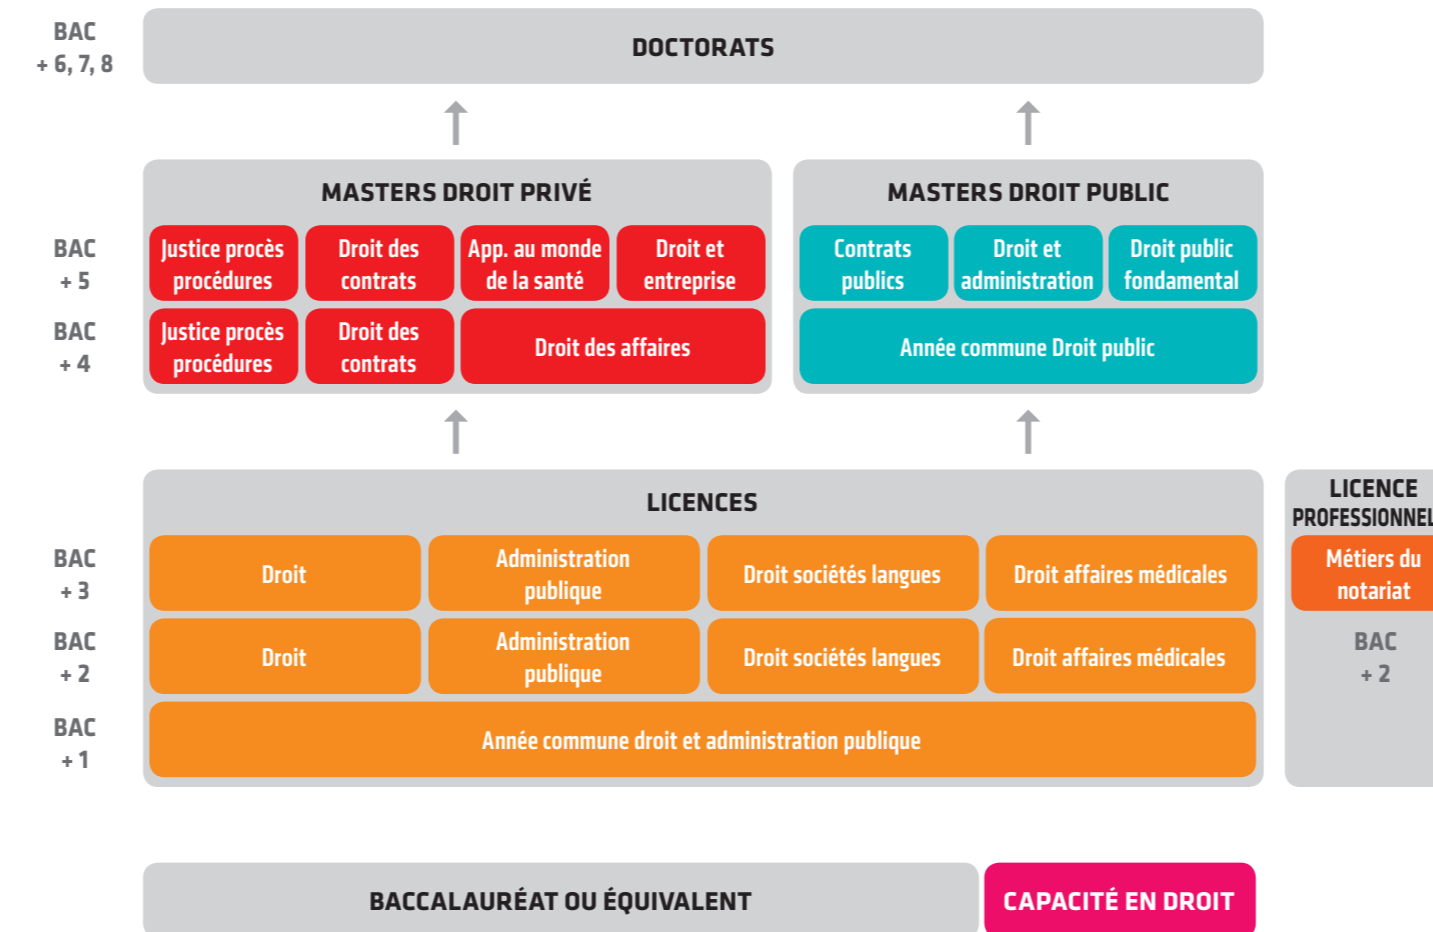 BAC
+ 6, 7, 8
DOCTORATS
MASTERS DROIT PRIVÉ
MASTERS DROIT PUBLIC
BAC
+ 5
Justice procès
procédures
Droit des
contrats
App. au monde
de la santé
Droit et
entreprise
Contrats
publics
Droit et
administration
Droit public
fondamental
BAC
+ 4
Justice procès
procédures
Droit des
contrats
Droit des affaires
Année commune Droit public
LICENCES
LICENCE
PROFESSIONNEL
BAC
+ 3
Droit
Administration
publique
Droit sociétés langues
Droit affaires médicales
Métiers du
notariat
BAC
+ 2
Droit
Administration
publique
Droit sociétés langues
Droit affaires médicales
BAC
+ 2
BAC
+ 1
Année commune droit et administration publique
BACCALAURÉAT OU ÉQUIVALENT
CAPACITÉ EN DROIT